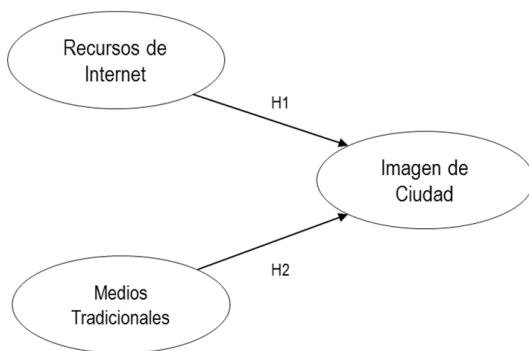 Recursos de
Internet
H1
Imagen de
Ciudad
H2
Medios
Tradicionales